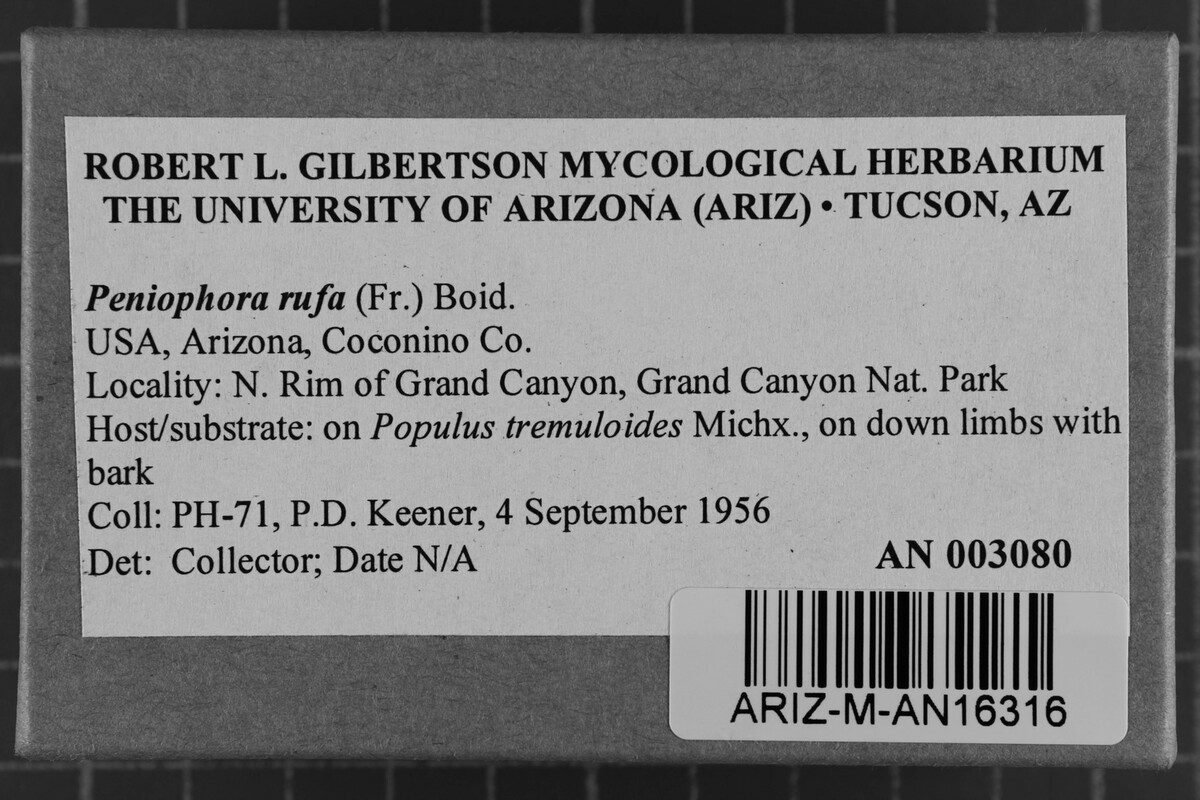 ROBERT L. GILBERTSON MYCOLOGICAL HERBARIUM
THE UNIVERSITY OF ARIZONA (ARIZ) • TUCSON, AZ
Peniophora rufa (Fr.) Boid.
USA, Arizona, Coconino Co.
Locality: N. Rim of Grand Canyon, Grand Canyon Nat. Park
Host/substrate: on Populus tremuloides Michx., on down limbs with
bark
Coll: PH-71, P.D. Keener, 4 September 1956
Det: Collector; Date N/A
AN 003080
ARIZ-M-AN16316